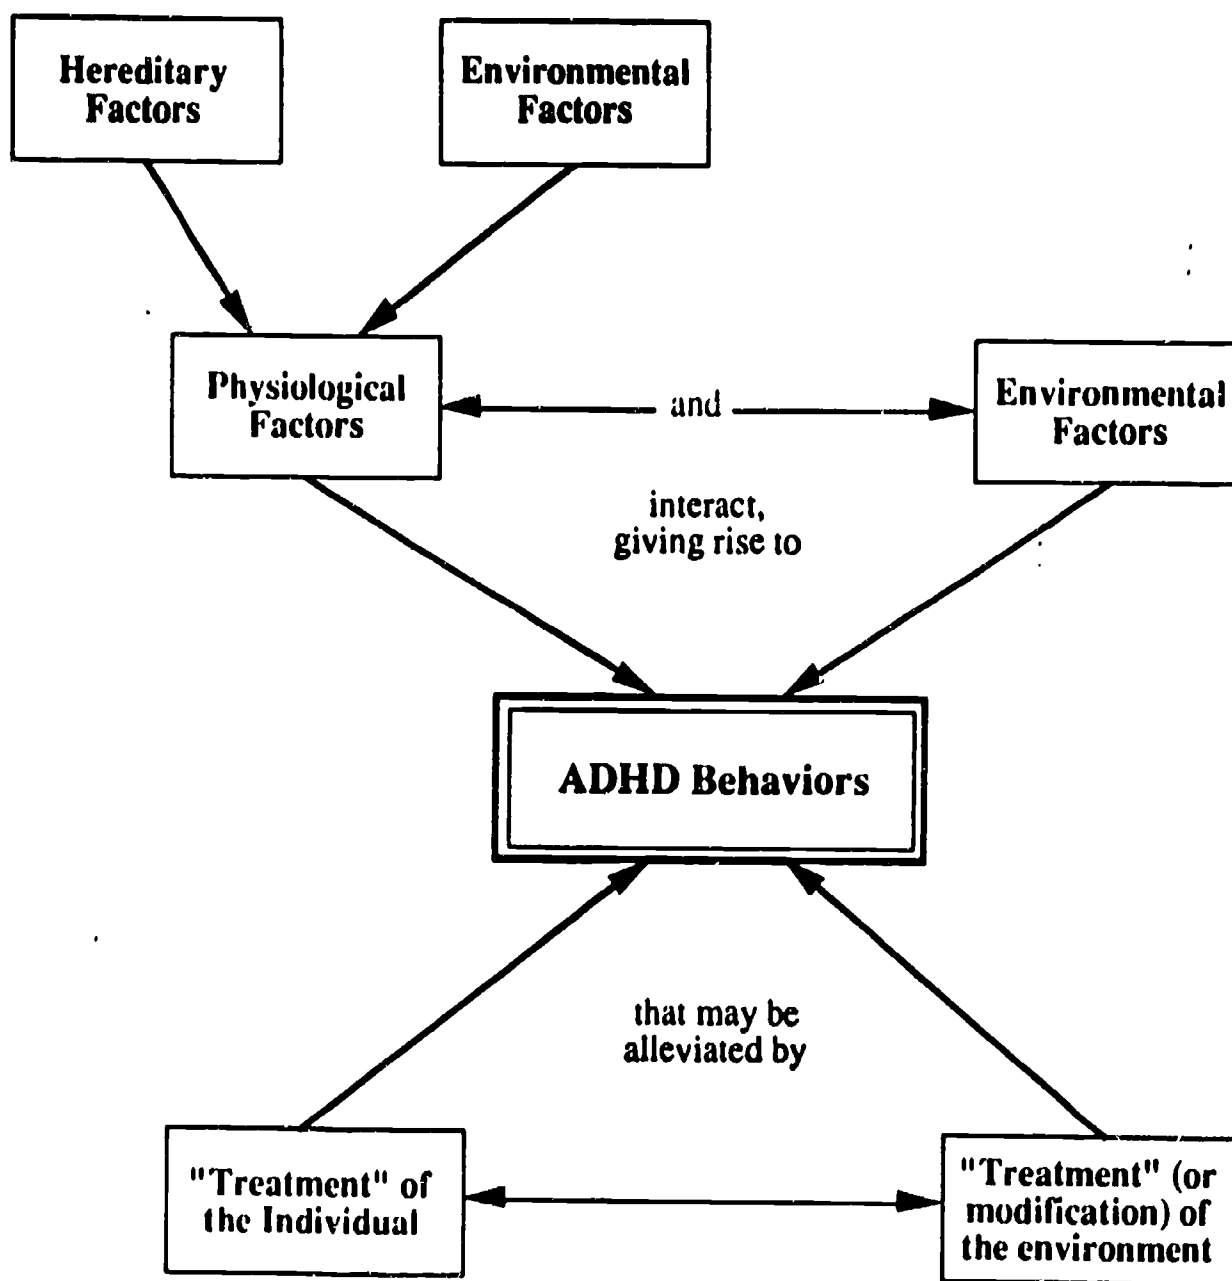 Hereditary
Factors
Environmental
Factors
Physiological
Factors
and
Environmental
Factors
interact,
giving rise to
ADHD Behaviors
that may be
alleviated by
"Treatment" of
the Individual
"Treatment" (or
modification) of
the environment